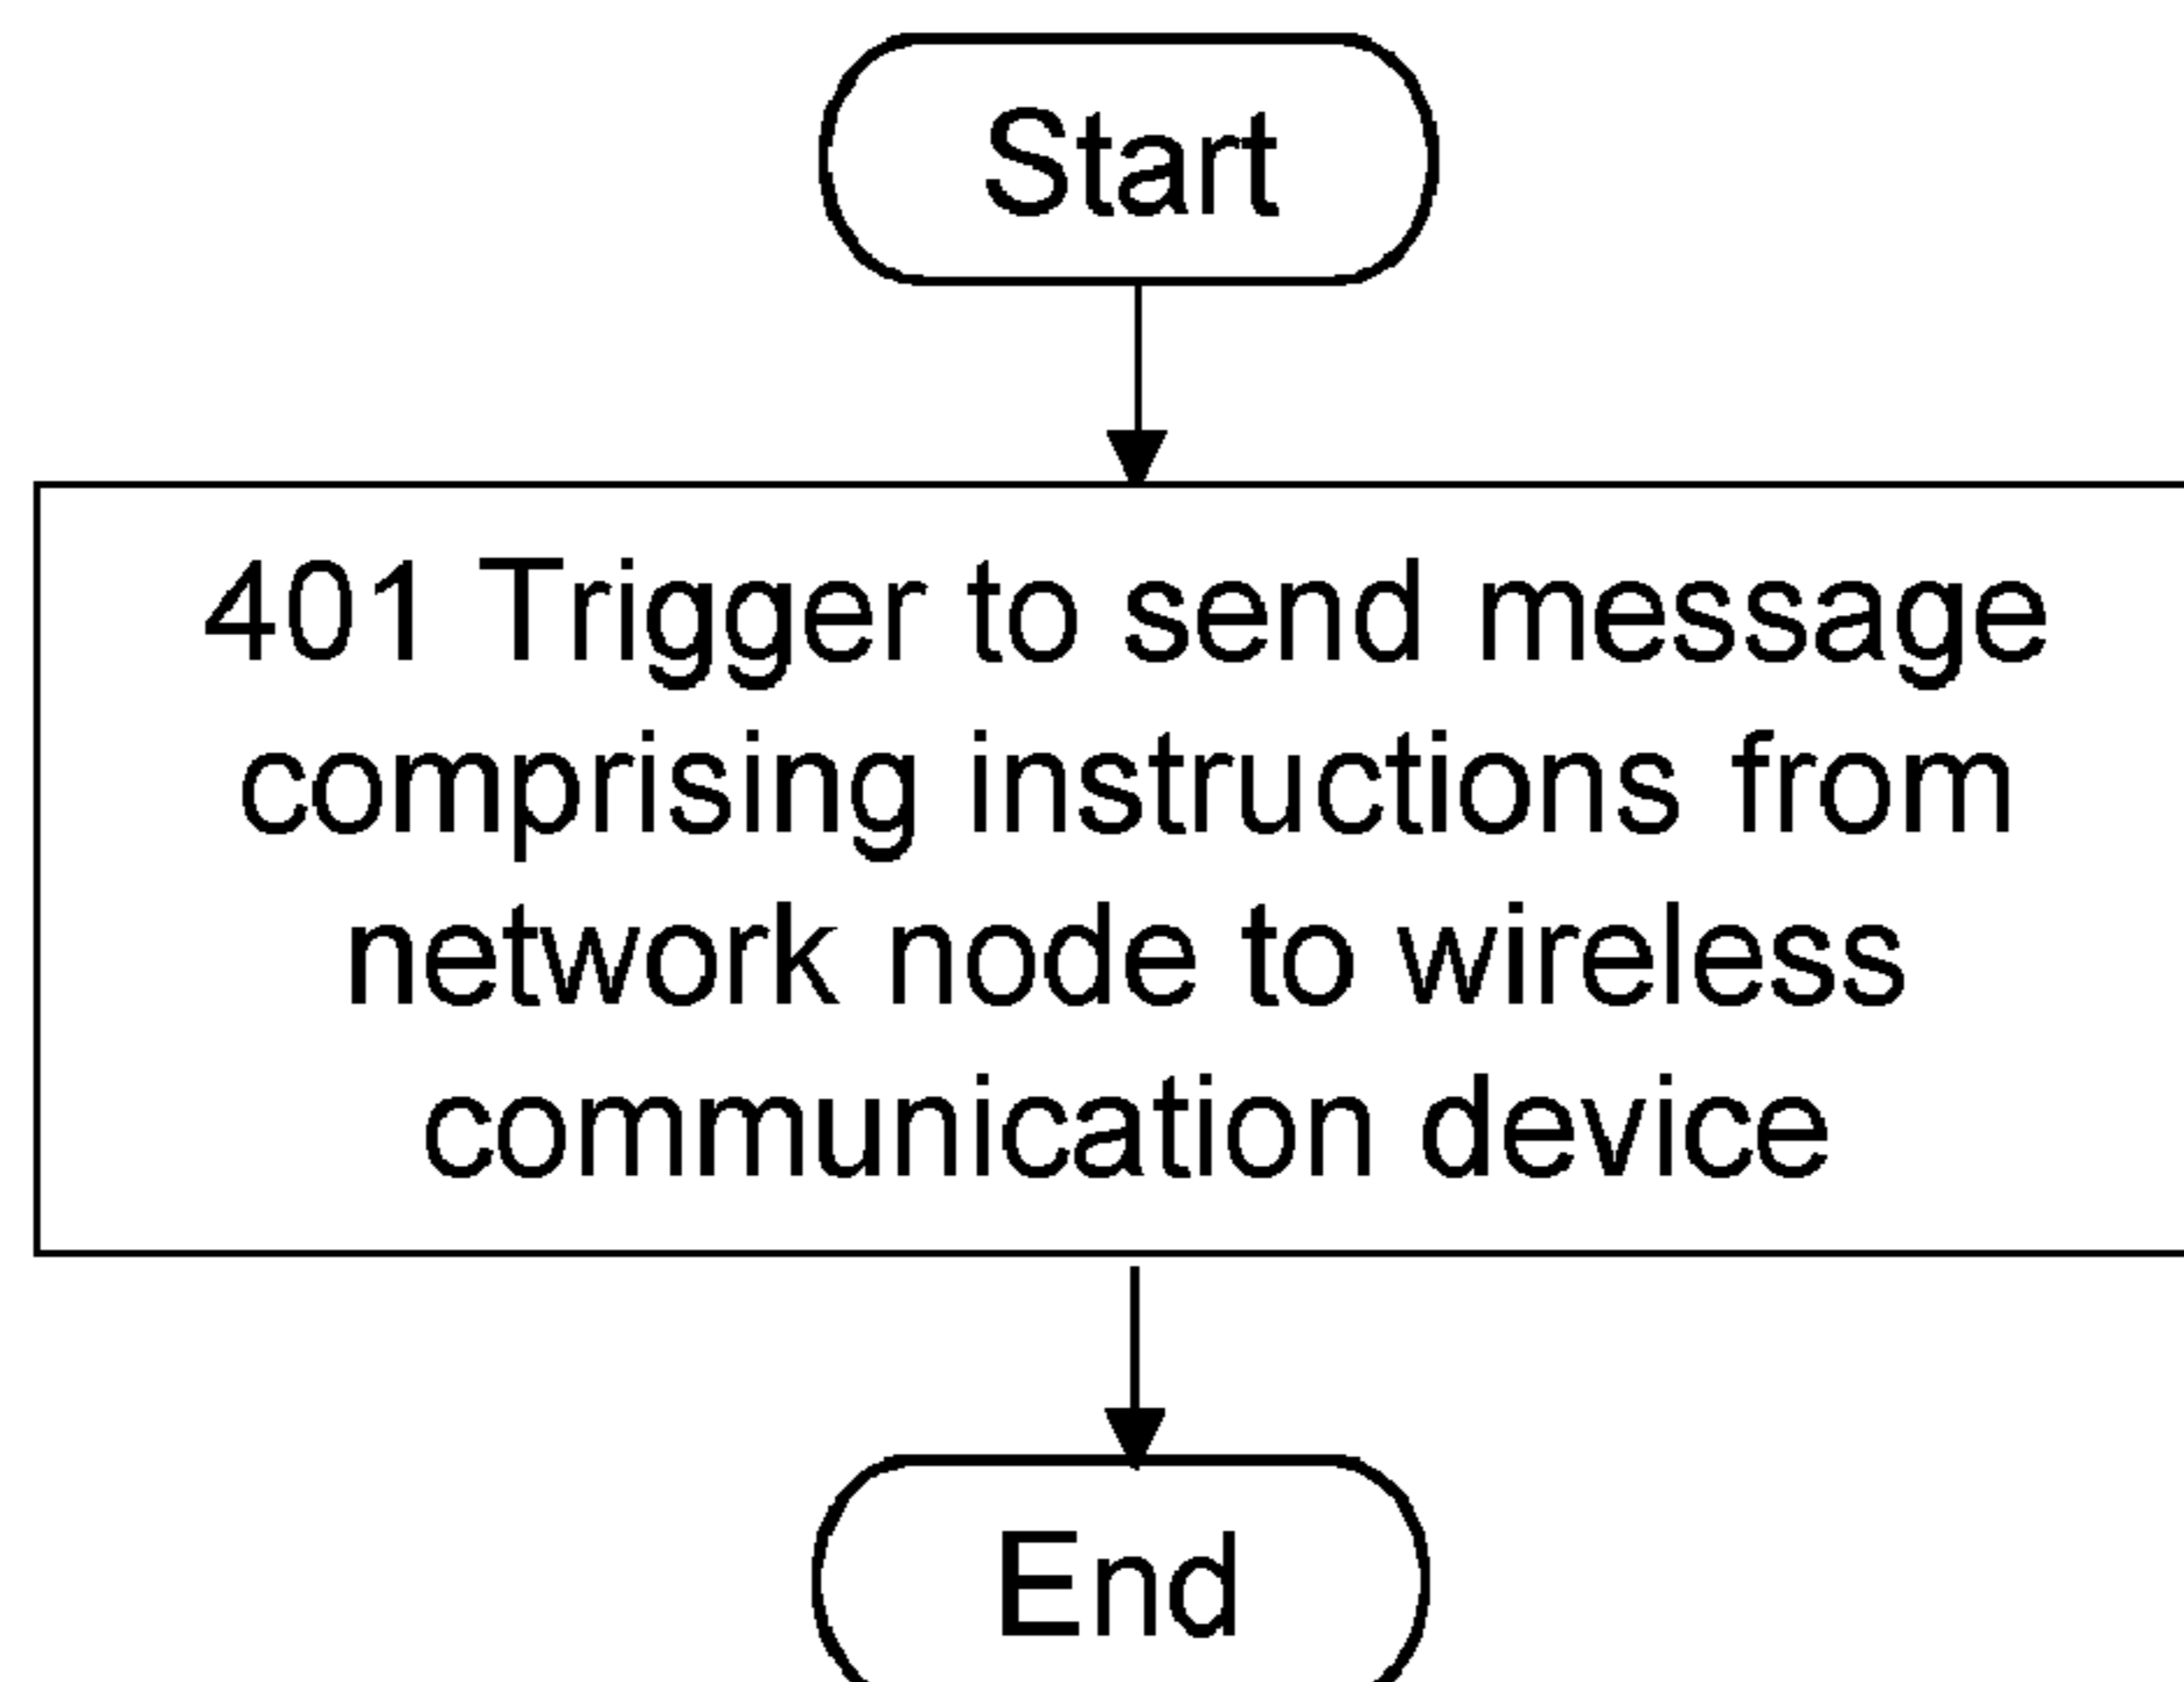 Start
401 Trigger to send message
comprising instructions from
network node to wireless
communication device
End